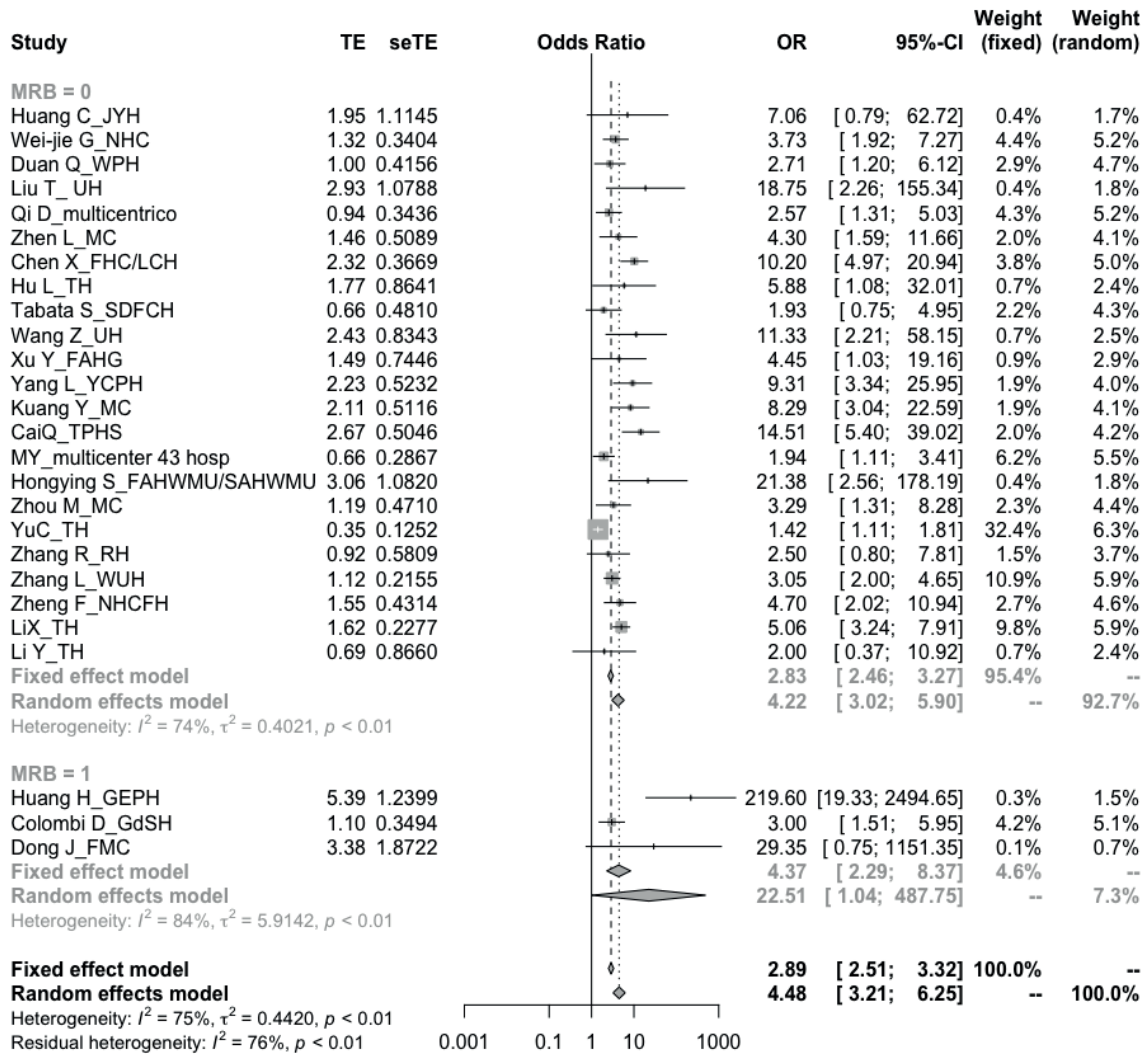 Weight Weight
Study TE seTE Odds Ratio OR 95%-CI (fixed) (random)
MRB = 0
Huang C_JYH 1.95 1.1145 7.06 [ 0.79; 62.72] 0.4% 1.7%
Wei-jie G_NHC 1.32 0.3404 3.73 [ 1.92; 7.27] 4.4% 5.2%
Duan Q_WPH 1.00 0.4156 2.71 [ 1.20; 6.12] 2.9% 4.7%
Liu T_ UH 2.93 1.0788 18.75 [ 2.26; 155.34] 0.4% 1.8%
Qi D_multicentrico 0.94 0.3436 2.57 [ 1.31; 5.03] 4.3% 5.2%
Zhen L_MC 1.46 0.5089 4.30 [ 1.59; 11.66] 2.0% 4.1%
Chen X_FHC/LCH 2.32 0.3669 10.20 [ 4.97; 20.94] 3.8% 5.0%
Hu L_TH 1.77 0.8641 5.88 [ 1.08; 32.01] 0.7% 2.4%
Tabata S_SDFCH 0.66 0.4810 1.93 [ 0.75; 4.95] 2.2% 4.3%
Wang Z_UH 2.43 0.8343 11.33 [ 2.21; 58.15] 0.7% 2.5%
Xu Y_FAHG 1.49 0.7446 4.45 [ 1.03; 19.16] 0.9% 2.9%
Yang L_YCPH 2.23 0.5232 9.31 [ 3.34; 25.95] 1.9% 4.0%
Kuang Y_MC 2.11 0.5116 8.29 [ 3.04; 22.59] 1.9% 4.1%
CaiQ_TPHS 2.67 0.5046 14.51 [ 5.40; 39.02] 2.0% 4.2%
MY_multicenter 43 hosp 0.66 0.2867 1.94 [ 1.11; 3.41] 6.2% 5.5%
Hongying S_FAHWMU/SAHWMU 3.06 1.0820 21.38 [ 2.56; 178.19] 0.4% 1.8%
Zhou M_MC 1.19 0.4710 3.29 [ 1.31; 8.28] 2.3% 4.4%
YuC_TH 0.35 0.1252 1.42 [ 1.11; 1.81] 32.4% 6.3%
Zhang R_RH 0.92 0.5809 2.50 [ 0.80; 7.81] 1.5% 3.7%
Zhang L_WUH 1.12 0.2155 3.05 [ 2.00; 4.65] 10.9% 5.9%
Zheng F_NHCFH 1.55 0.4314 4.70 [ 2.02; 10.94] 2.7% 4.6%
LiX_TH 1.62 0.2277 5.06 [ 3.24; 7.91] 9.8% 5.9%
Li Y_TH 0.69 0.8660 2.00 [ 0.37; 10.92] 0.7% 2.4%
Fixed effect model 2.83 [ 2.46; 3.27] 95.4% --
Random effects model 4.22 [ 3.02; 5.90] -- 92.7%
Heterogeneity: I² = 74%, τ² = 0.4021, p < 0.01
MRB = 1
Huang H_GEPH 5.39 1.2399 219.60 [19.33; 2494.65] 0.3% 1.5%
Colombi D_GdSH 1.10 0.3494 3.00 [ 1.51; 5.95] 4.2% 5.1%
Dong J_FMC 3.38 1.8722 29.35 [ 0.75; 1151.35] 0.1% 0.7%
Fixed effect model 4.37 [ 2.29; 8.37] 4.6% --
Random effects model 22.51 [ 1.04; 487.75] -- 7.3%
Heterogeneity: I² = 84%, τ² = 5.9142, p < 0.01
Fixed effect model 2.89 [ 2.51; 3.32] 100.0% --
Random effects model 4.48 [ 3.21; 6.25] -- 100.0%
Heterogeneity: I² = 75%, τ² = 0.4420, p < 0.01
Residual heterogeneity: I² = 76%, p < 0.01 0.001 0.1 1 10 1000